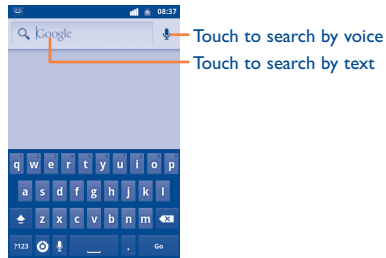 08:37
Google
Touch to search by voice
Touch to search by text
q w e r t y u i o p
a s d f g h j k l
z x c v b n m
?123 . Go